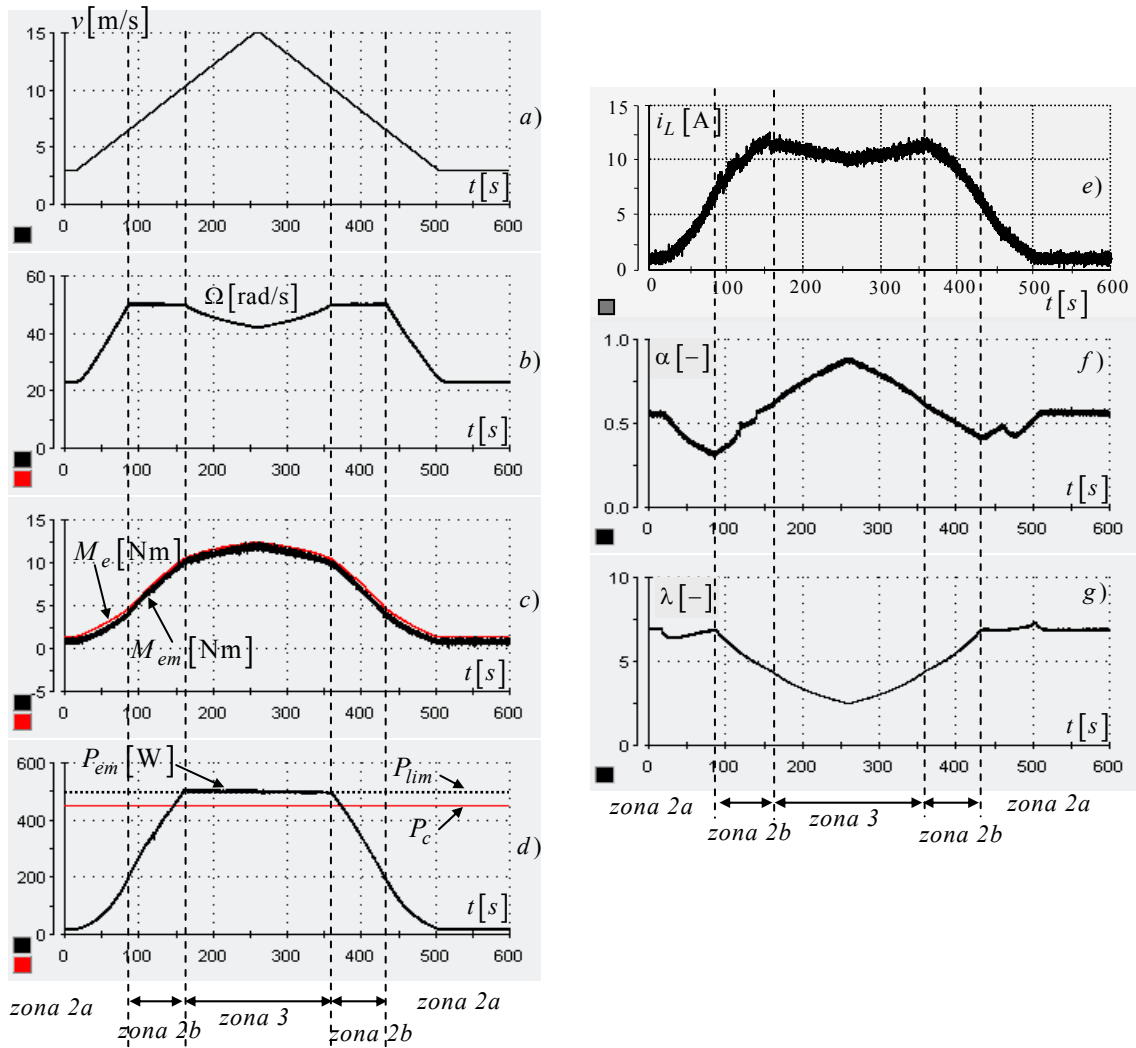 v[m/s]
15
10
5
0
a)
t[s]
0 100 200 300 400 500 600
60
40
20
0
Ω[rad/s]
b)
t[s]
0 100 200 300 400 500 600
15
10
5
0
-5
M_e[Nm]
M_em[Nm]
c)
t[s]
0 100 200 300 400 500 600
600
400
200
0
P_em[W]
P_lim
P_c
d)
t[s]
0 100 200 300 400 500 600
zona 2a zona 2b zona 3 zona 2b zona 2a
15
10
5
0
i_L[A]
e)
0 100 200 300 400 500 600
t[s]
1.0
0.5
0.0
α[–]
f)
t[s]
0 100 200 300 400 500 600
10
5
0
λ[–]
g)
t[s]
0 100 200 300 400 500 600
zona 2a zona 2b zona 3 zona 2b zona 2a